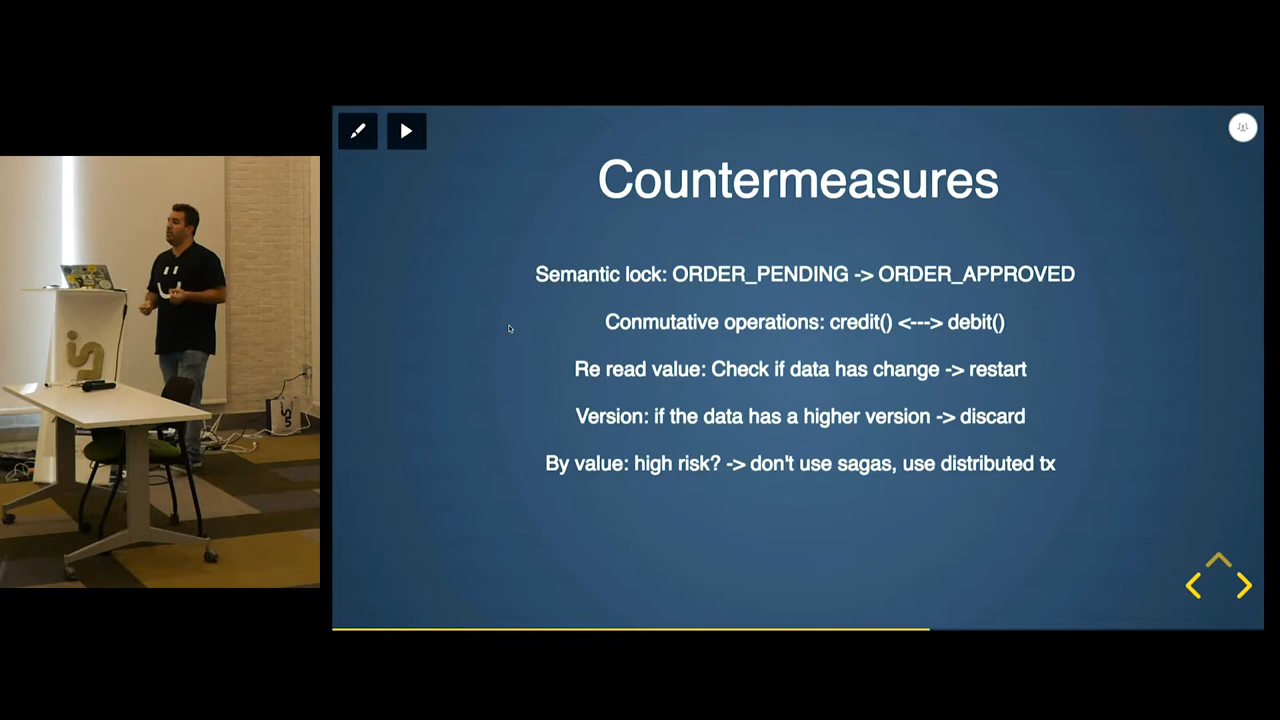 Countermeasures
Semantic lock: ORDER_PENDING -> ORDER_APPROVED
Conmutative operations: credit() <---> debit()
Re read value: Check if data has change -> restart
Version: if the data has a higher version -> discard
By value: high risk? -> don't use sagas, use distributed tx